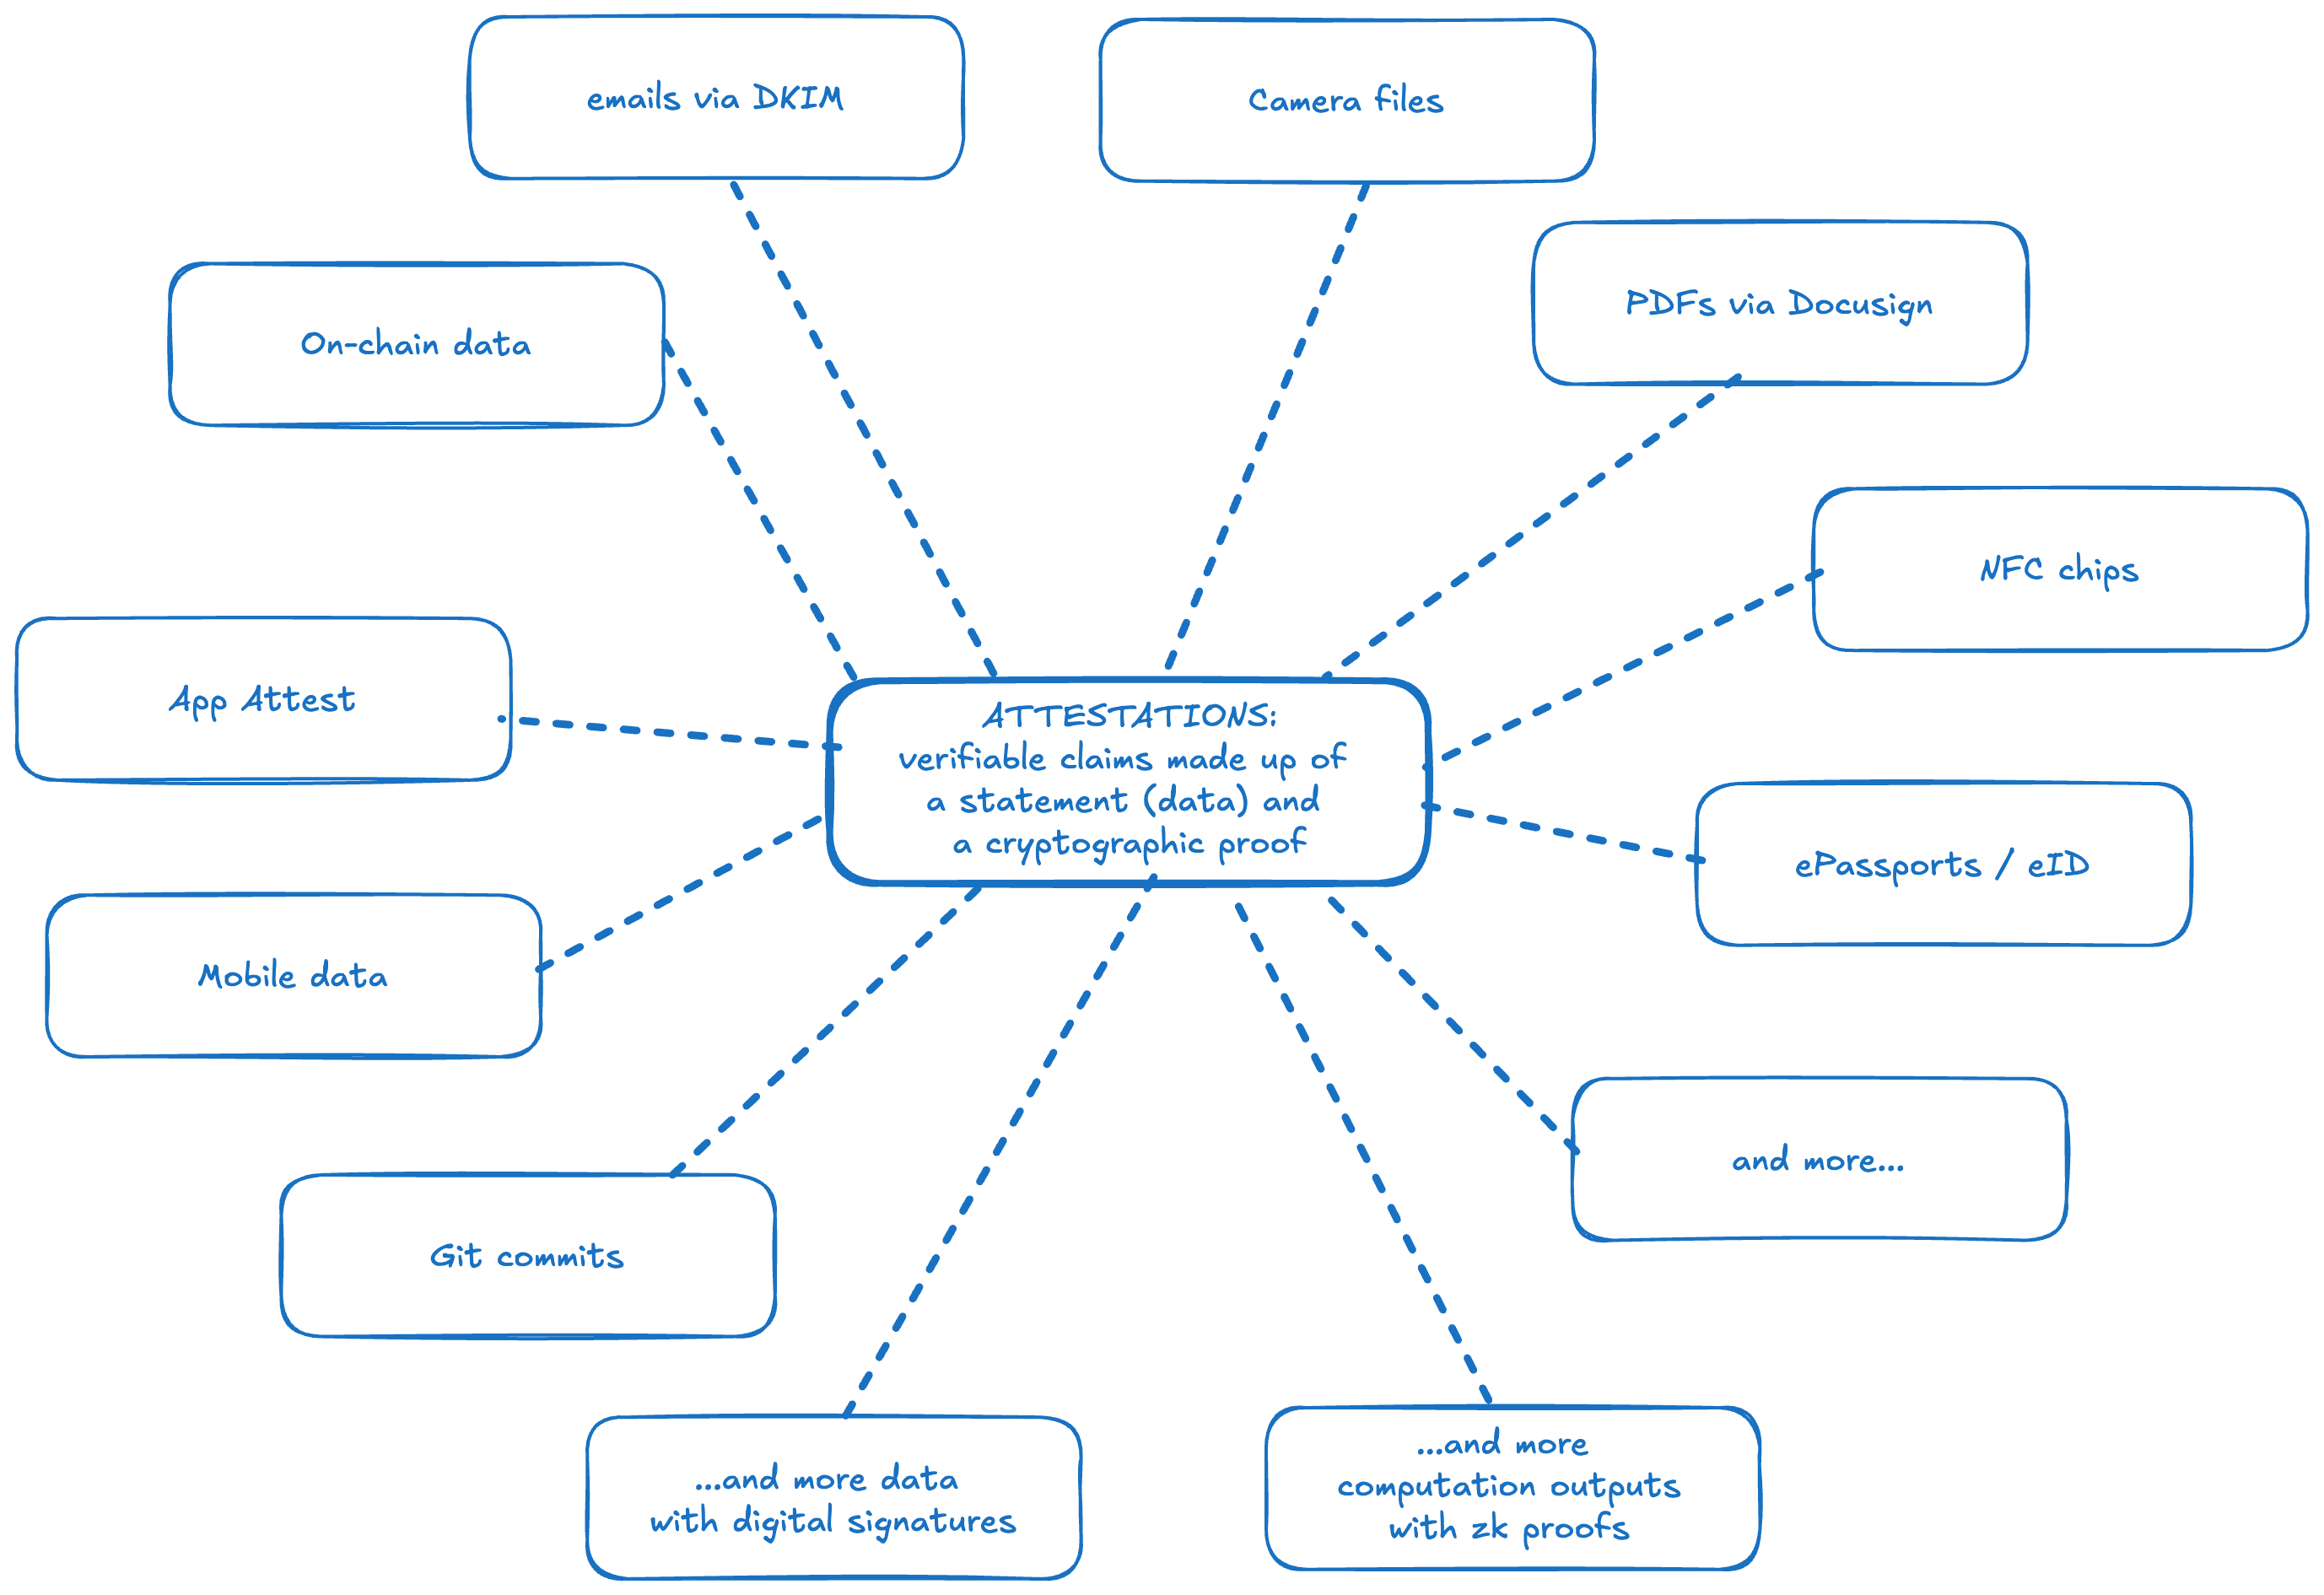 emails via DKIM
Camera files
PDFs via Docusign
On-chain data
NFC chips
App Attest
ATTESTATIONS:
verifiable claims made up of
a statement (data) and
a cryptographic proof
ePassports / eID
Mobile data
and more...
Git commits
...and more data
with digital signatures
...and more
computation outputs
with zk proofs